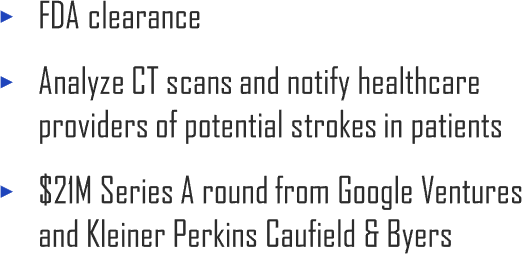 FDA clearance
Analyze CT scans and notify healthcare
providers of potential strokes in patients
$21M Series A round from Google Ventures
and Kleiner Perkins Caufield & Byers